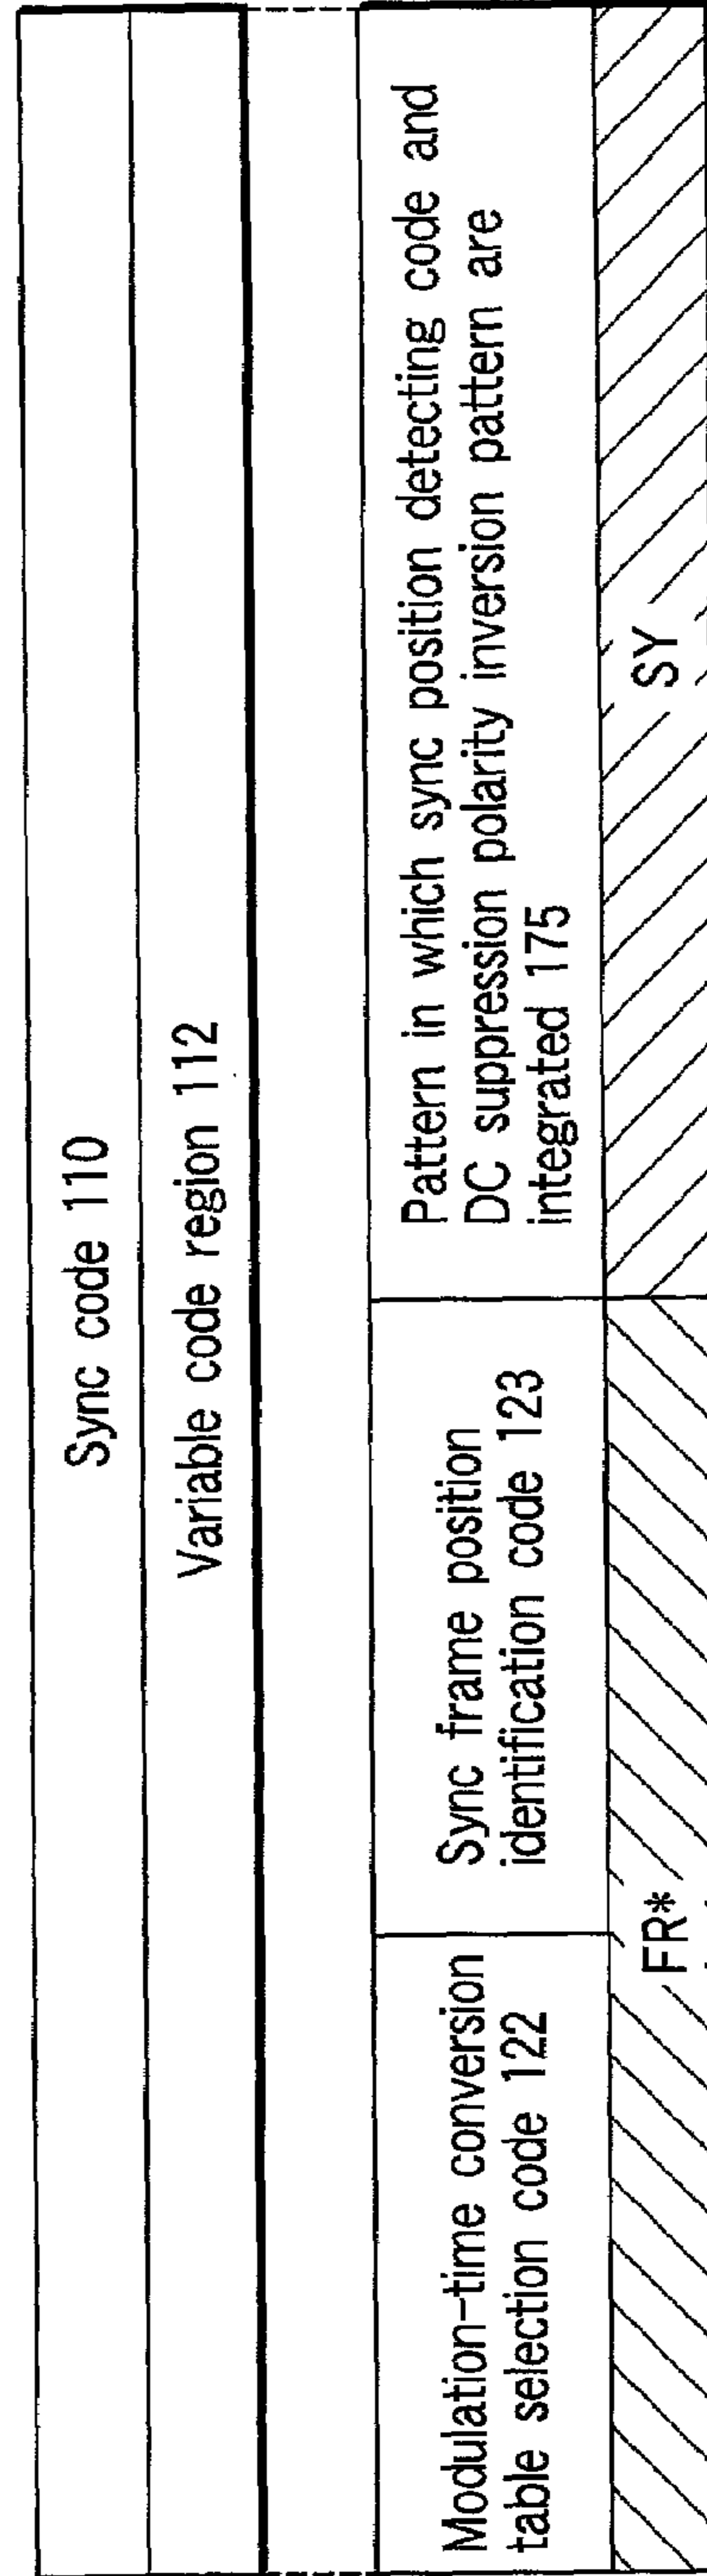 Sync code 110
Variable code region 112
Modulation-time conversion
table selection code 122
Sync frame position
identification code 123
Pattern in which sync position detecting code and
DC suppression polarity inversion pattern are
integrated 175
FR*
SY